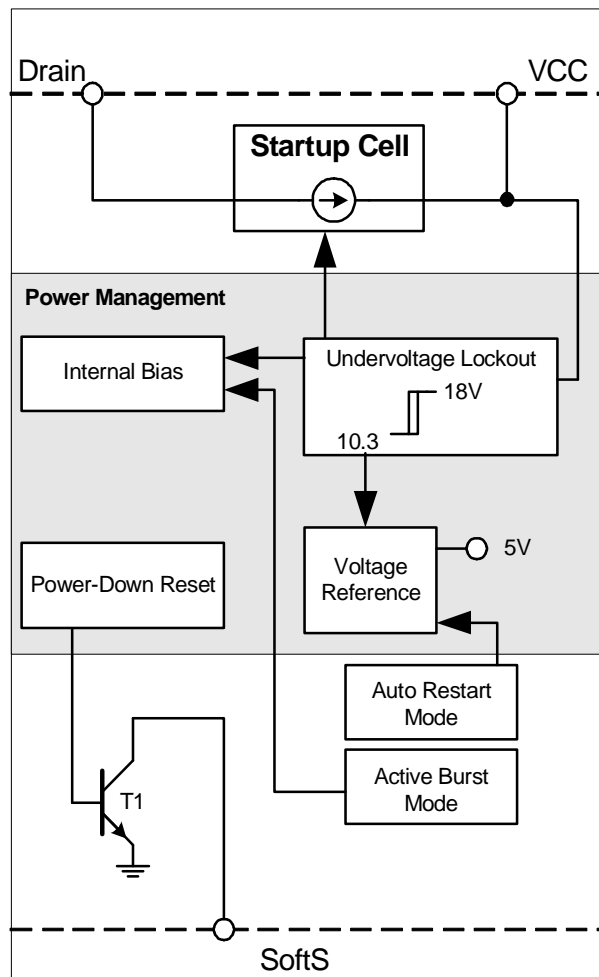 Drain
VCC
Startup Cell
Power Management
Internal Bias
Undervoltage Lockout
18V
10.3
Power-Down Reset
Voltage
Reference
5V
Auto Restart
Mode
Active Burst
Mode
T1
SoftS